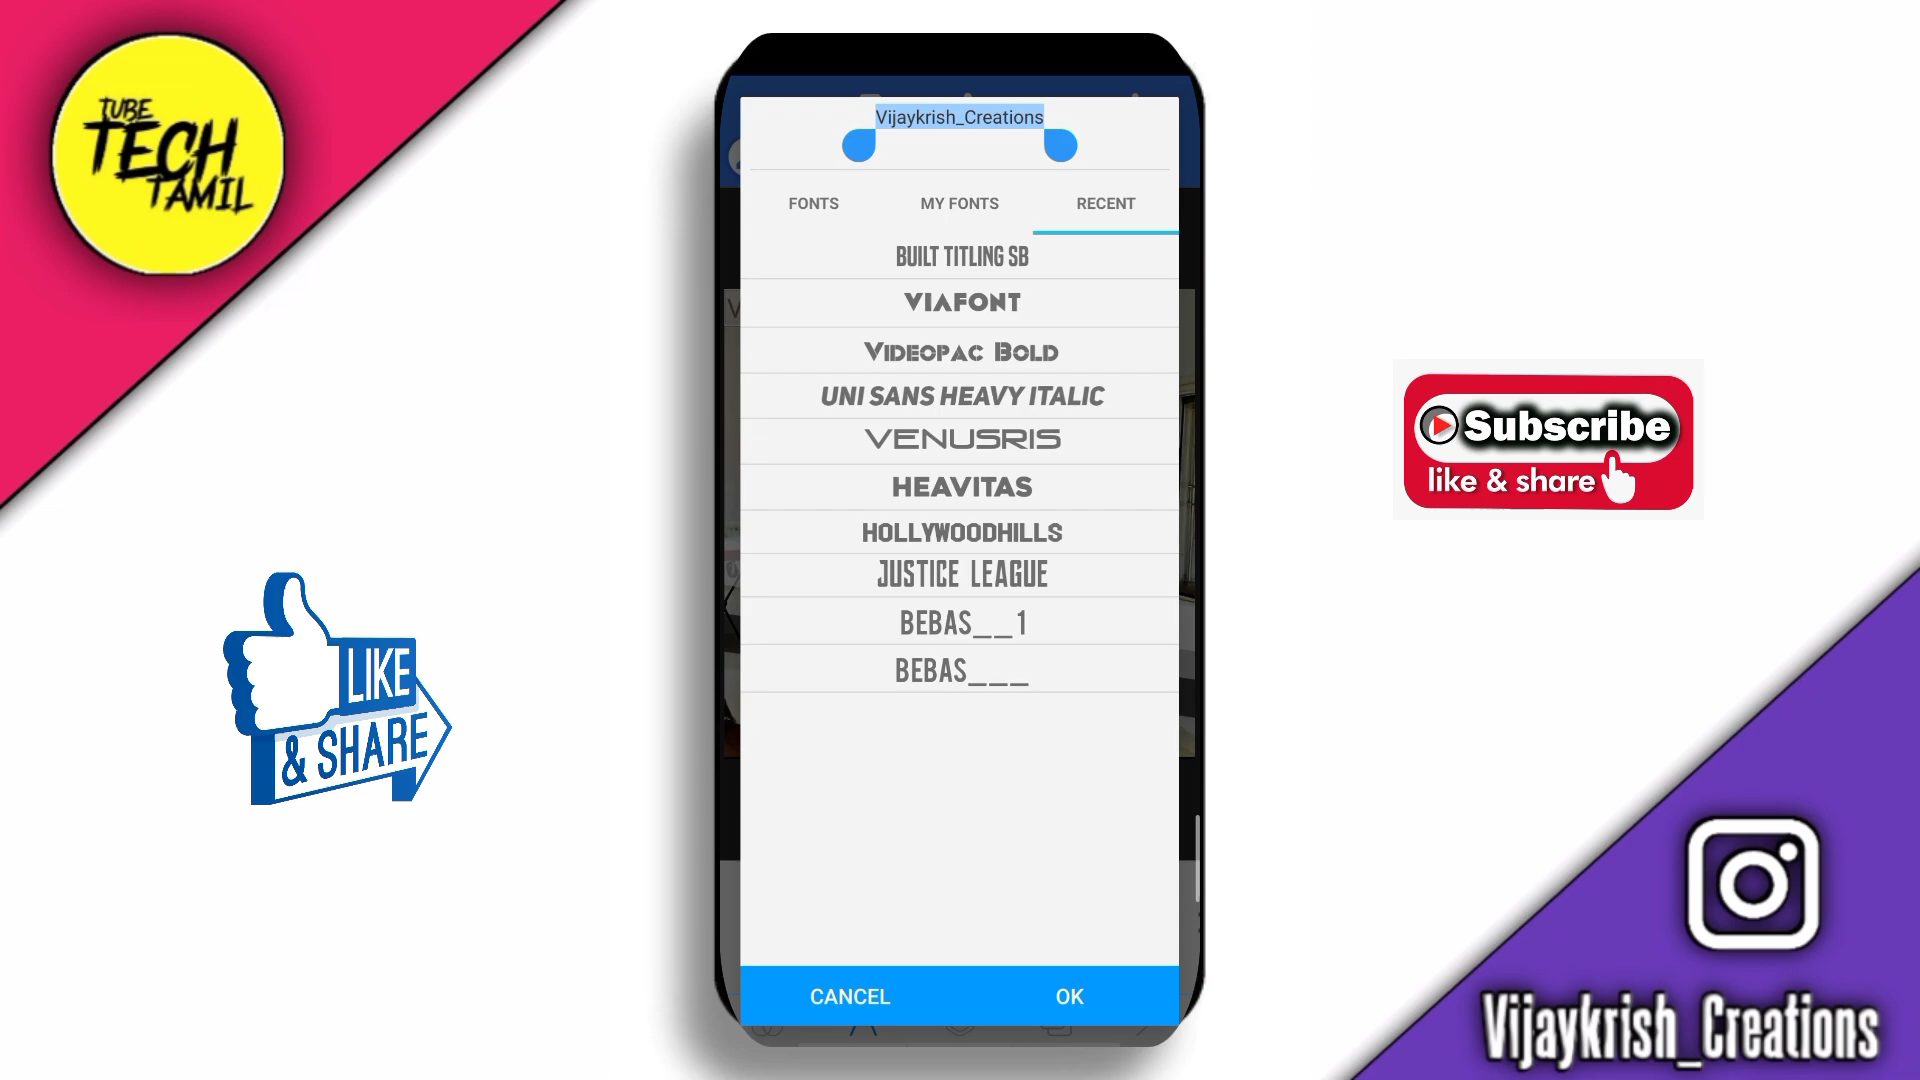 TUBE
TECH
TAMIL
Vijaykrish_Creations
FONTS
MY FONTS
RECENT
BUILT TITLING SB
VIAFONT
VIDEOPAC BOLD
UNI SANS HEAVY ITALIC
VENUSRIS
HEAVITAS
HOLLYWOODHILLS
JUSTICE LEAGUE
BEBAS__1
BEBAS___
CANCEL
OK
LIKE
& SHARE
Subscribe
like & share
Vijaykrish_Creations